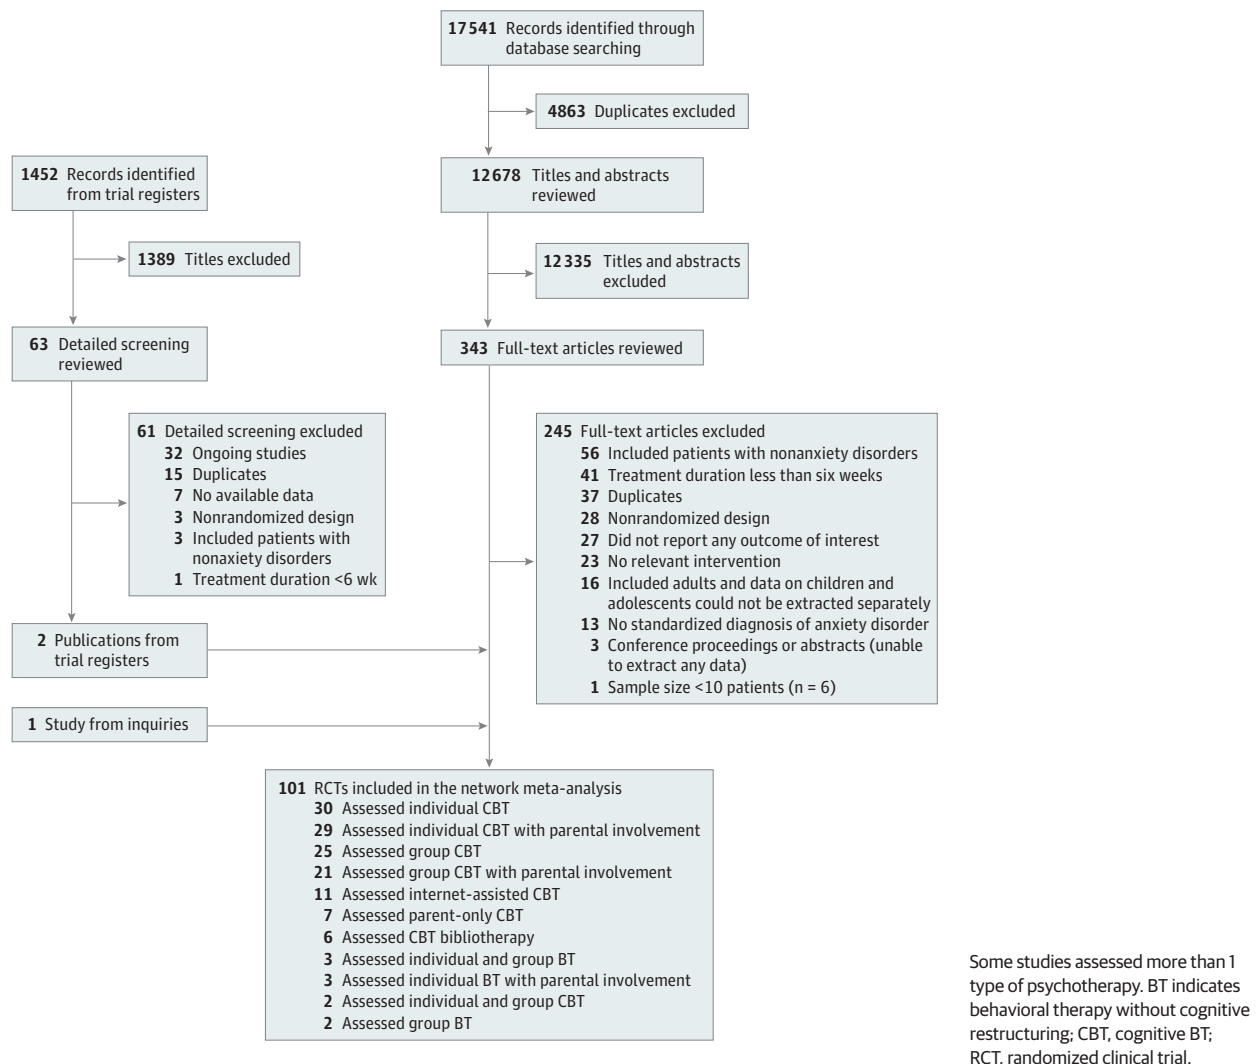 17541 Records identified through
database searching
4863 Duplicates excluded
1452 Records identified
from trial registers
12678 Titles and abstracts
reviewed
1389 Titles excluded
12335 Titles and abstracts
excluded
63 Detailed screening
reviewed
343 Full-text articles reviewed
61 Detailed screening excluded
32 Ongoing studies
15 Duplicates
7 No available data
3 Nonrandomized design
3 Included patients with
nonaxiety disorders
1 Treatment duration <6 wk
245 Full-text articles excluded
56 Included patients with nonanxiety disorders
41 Treatment duration less than six weeks
37 Duplicates
28 Nonrandomized design
27 Did not report any outcome of interest
23 No relevant intervention
16 Included adults and data on children and
adolescents could not be extracted separately
13 No standardized diagnosis of anxiety disorder
3 Conference proceedings or abstracts (unable
to extract any data)
1 Sample size <10 patients (n = 6)
2 Publications from
trial registers
1 Study from inquiries
101 RCTs included in the network meta-analysis
30 Assessed individual CBT
29 Assessed individual CBT with parental involvement
25 Assessed group CBT
21 Assessed group CBT with parental involvement
11 Assessed internet-assisted CBT
7 Assessed parent-only CBT
6 Assessed CBT bibliotherapy
3 Assessed individual and group BT
3 Assessed individual BT with parental involvement
2 Assessed individual and group CBT
2 Assessed group BT
Some studies assessed more than 1
type of psychotherapy. BT indicates
behavioral therapy without cognitive
restructuring; CBT, cognitive BT;
RCT, randomized clinical trial.